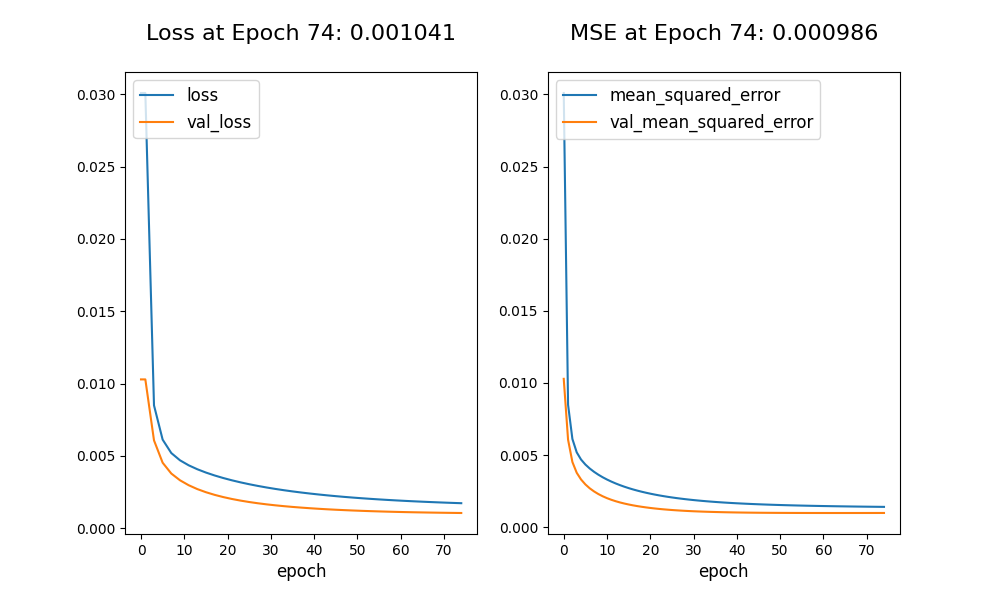 Loss at Epoch 74: 0.001041
loss
val_loss
0.030
0.025
0.020
0.015
0.010
0.005
0.000
0 10 20 30 40 50 60 70
epoch
MSE at Epoch 74: 0.000986
mean_squared_error
val_mean_squared_error
0.030
0.025
0.020
0.015
0.010
0.005
0.000
0 10 20 30 40 50 60 70
epoch